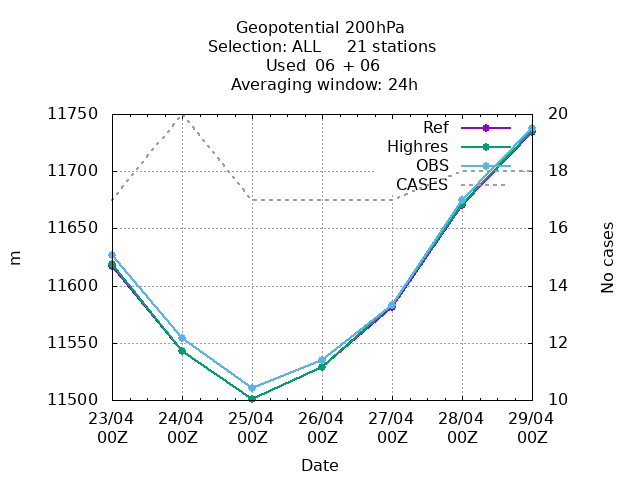 Geopotential 200hPa
Selection: ALL     21 stations
Used  06 + 06
Averaging window: 24h
11750
11700
11650
11600
11550
11500
m
20
18
16
14
12
10
No cases
Ref
Highres
OBS
CASES
23/04 24/04 25/04 26/04 27/04 28/04 29/04
00Z 00Z 00Z 00Z 00Z 00Z 00Z
Date